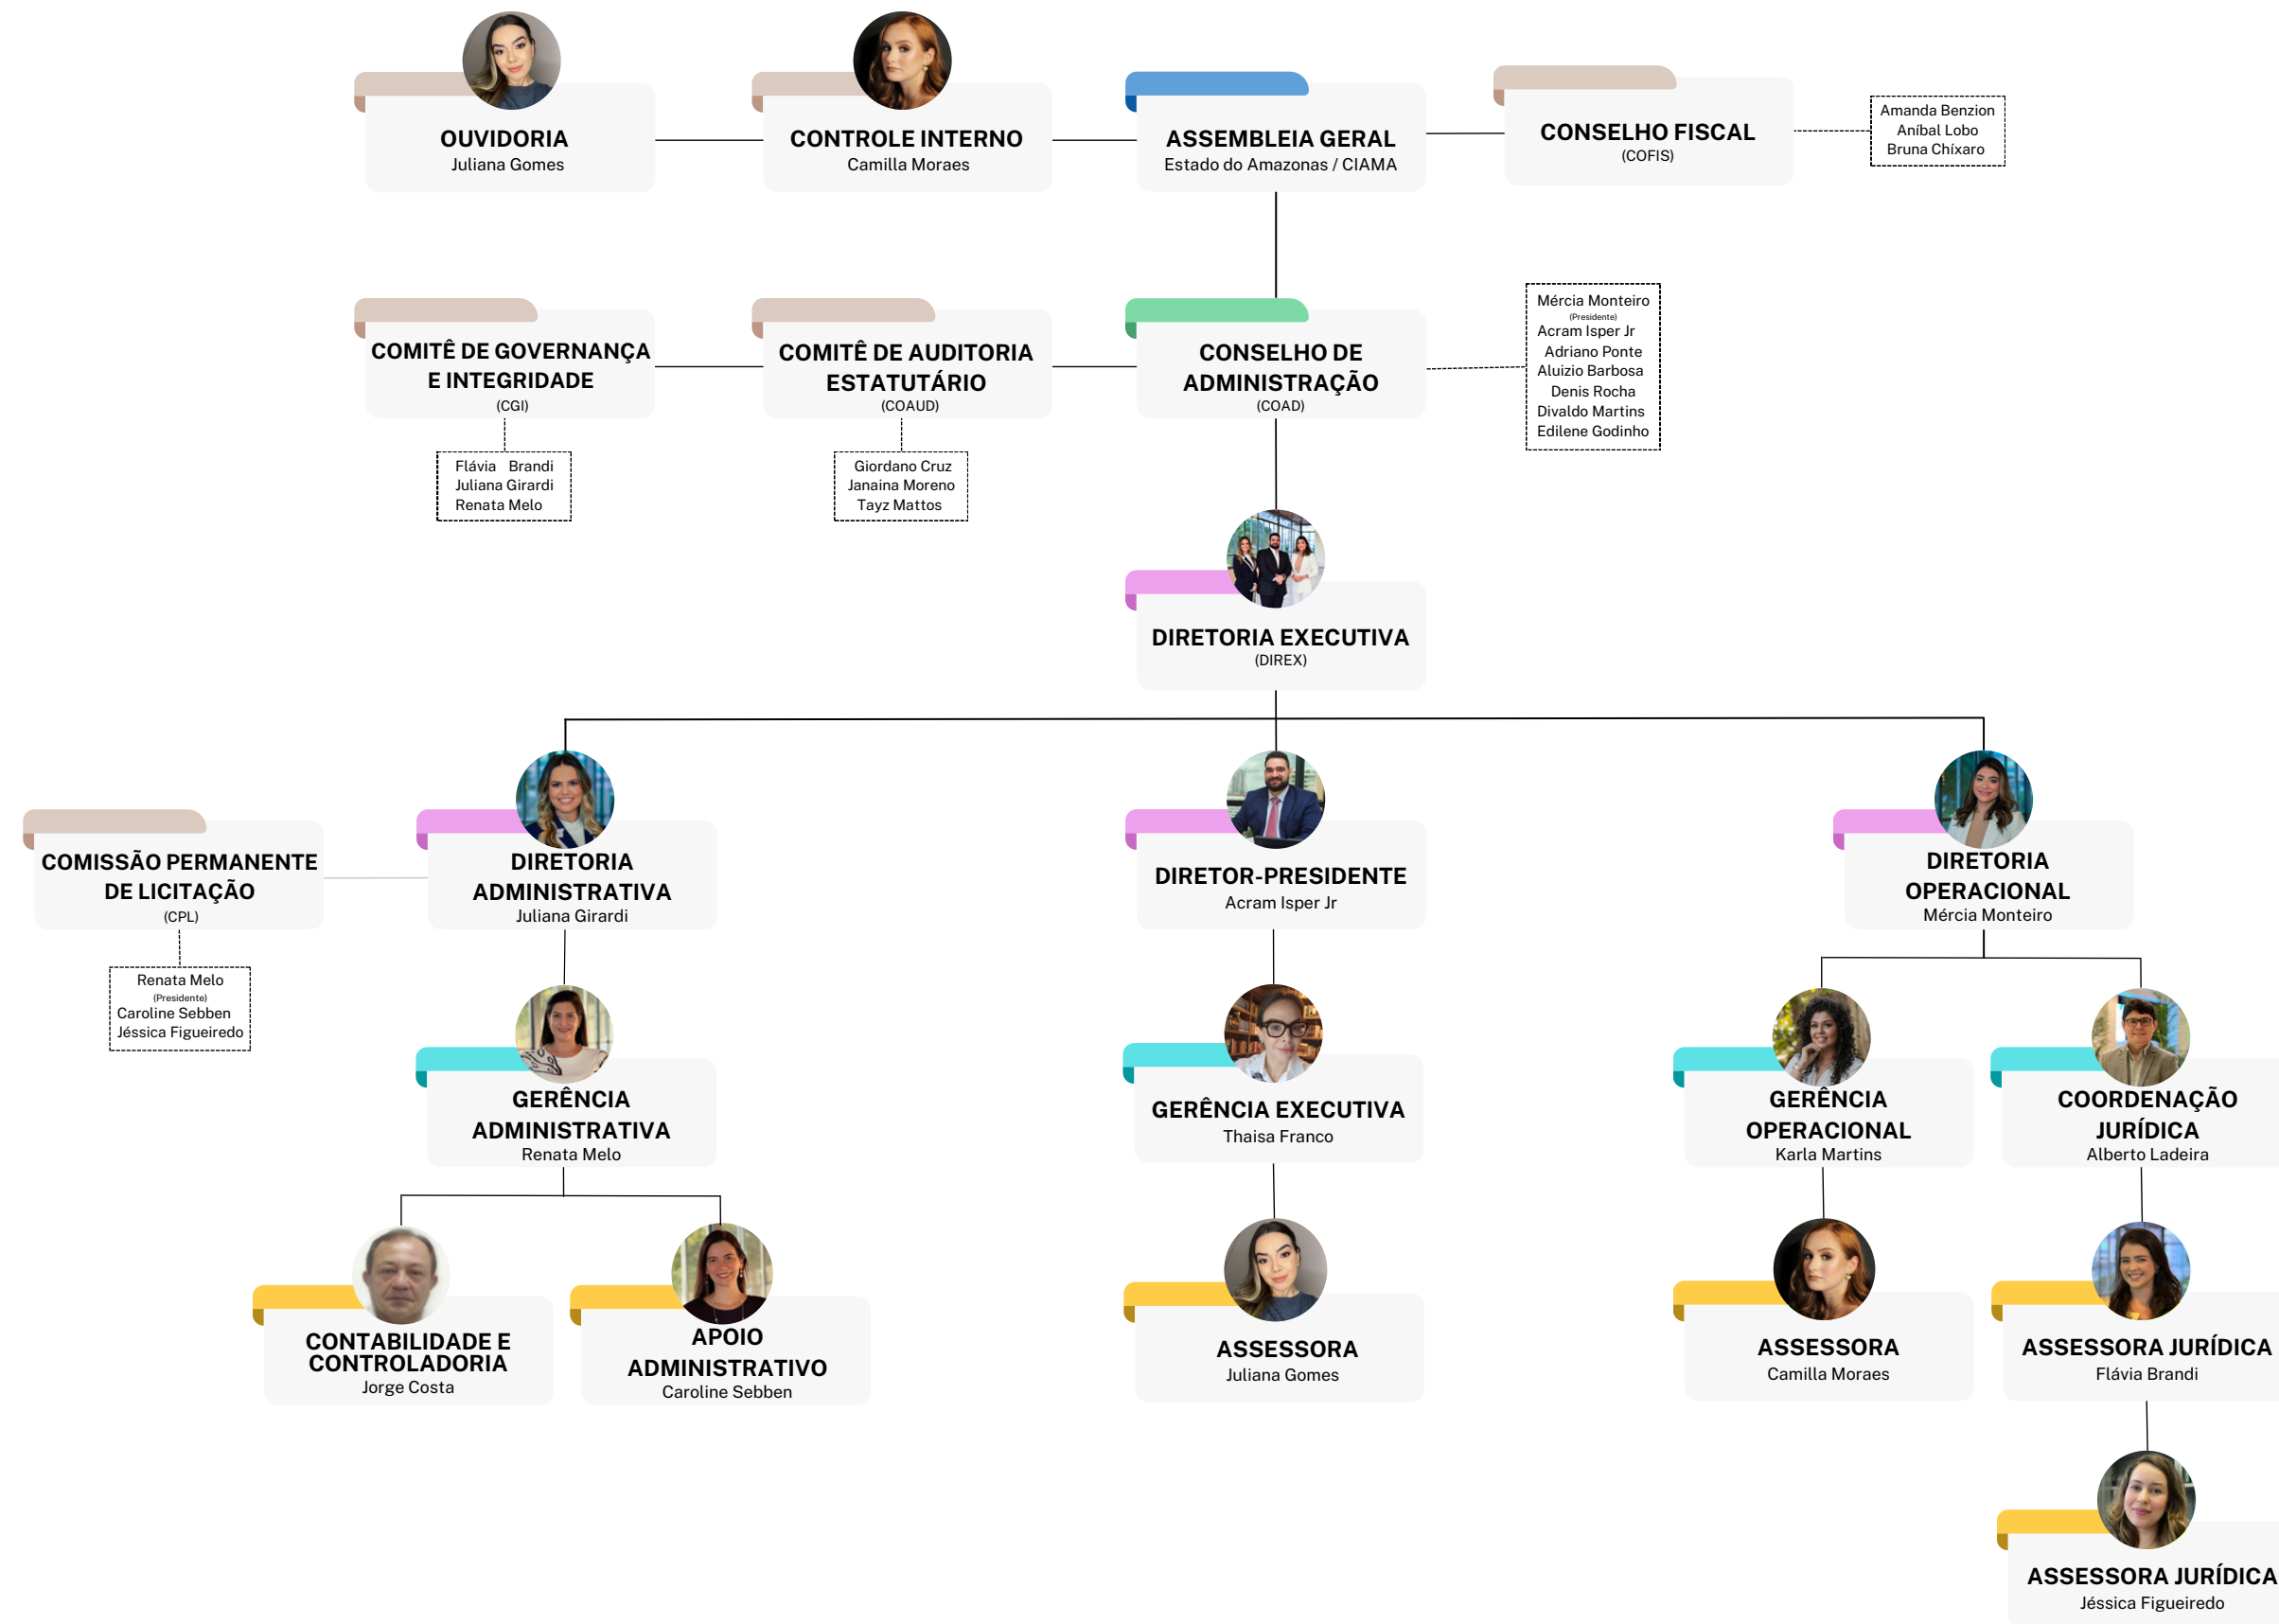 OUVIDORIA
Juliana Gomes
CONTROLE INTERNO
Camilla Moraes
ASSEMBLEIA GERAL
Estado do Amazonas / CIAMA
CONSELHO FISCAL
(COFIS)
Amanda Benzion
Aníbal Lobo
Bruna Chíxaro
COMITÊ DE GOVERNANÇA
E INTEGRIDADE
(CGI)
Flávia Brandi
Juliana Girardi
Renata Melo
COMITÊ DE AUDITORIA
ESTATUTÁRIO
(COAUD)
Giordano Cruz
Janaina Moreno
Tayz Mattos
CONSELHO DE
ADMINISTRAÇÃO
(COAD)
Mércia Monteiro
(Presidente)
Acram Isper Jr
Adriano Ponte
Aluizio Barbosa
Denis Rocha
Divaldo Martins
Edilene Godinho
DIRETORIA EXECUTIVA
(DIREX)
COMISSÃO PERMANENTE
DE LICITAÇÃO
(CPL)
Renata Melo
(Presidente)
Caroline Sebben
Jéssica Figueiredo
DIRETORIA
ADMINISTRATIVA
Juliana Girardi
DIRETOR-PRESIDENTE
Acram Isper Jr
DIRETORIA
OPERACIONAL
Mércia Monteiro
GERÊNCIA
ADMINISTRATIVA
Renata Melo
GERÊNCIA EXECUTIVA
Thaisa Franco
GERÊNCIA
OPERACIONAL
Karla Martins
COORDENAÇÃO
JURÍDICA
Alberto Ladeira
CONTABILIDADE E
CONTROLADORIA
Jorge Costa
APOIO
ADMINISTRATIVO
Caroline Sebben
ASSESSORA
Juliana Gomes
ASSESSORA
Camilla Moraes
ASSESSORA JURÍDICA
Flávia Brandi
ASSESSORA JURÍDICA
Jéssica Figueiredo